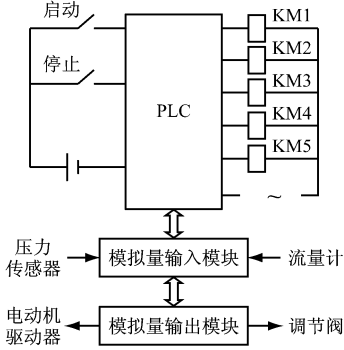 启动
KM1
KM2
停止
KM3
PLC
KM4
KM5
~
压力
传感器
模拟量输入模块
流量计
电动机
驱动器
模拟量输出模块
调节阀